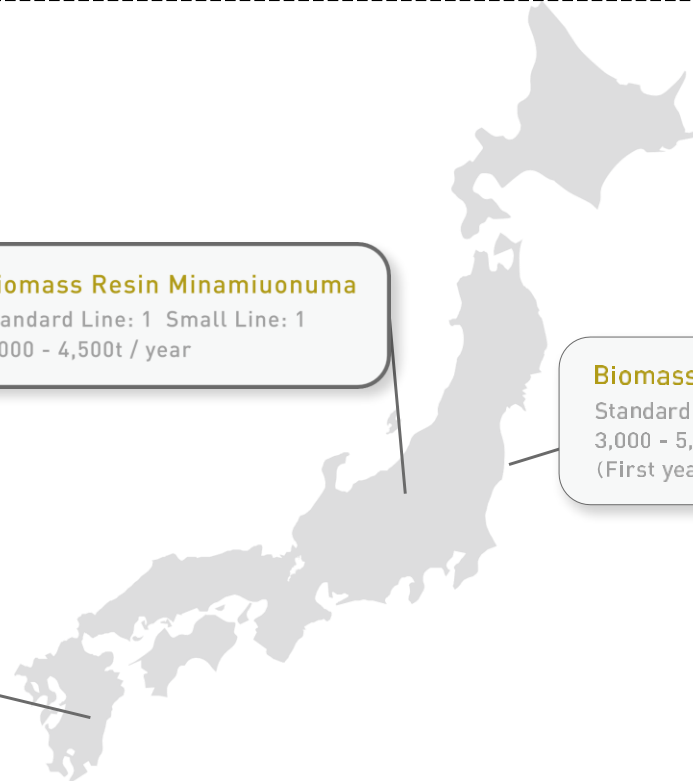 iomass Resin Minamiuonuma
andard Line: 1 Small Line: 1
000 - 4,500t / year
Biomass
Standard
3,000 - 5,
(First yea